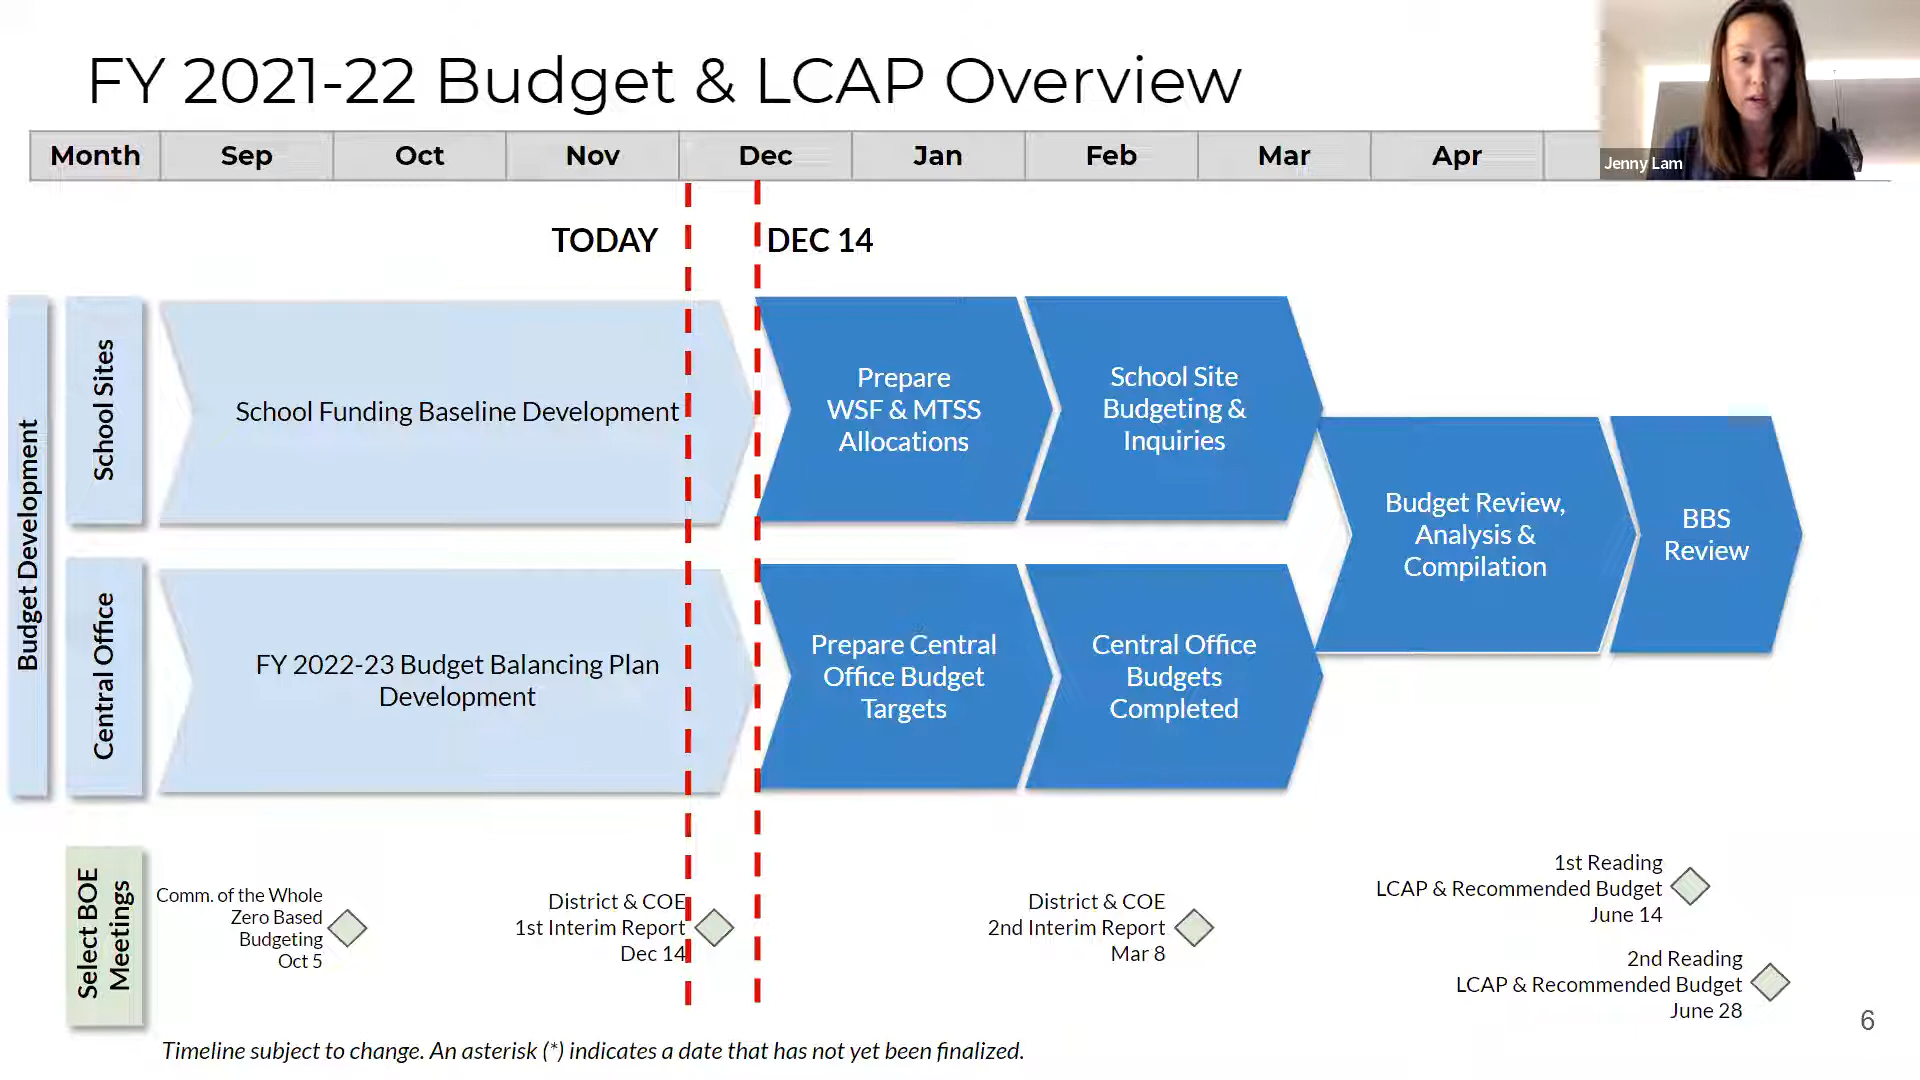 FY 2021-22 Budget & LCAP Overview
Jenny Lam
Month Sep Oct Nov Dec Jan Feb Mar Apr
TODAY DEC 14
Budget Development
School Sites
School Funding Baseline Development
Prepare
WSF & MTSS
Allocations
School Site
Budgeting &
Inquiries
Budget Review,
Analysis &
Compilation
BBS
Review
Central Office
FY 2022-23 Budget Balancing Plan
Development
Prepare Central
Office Budget
Targets
Central Office
Budgets
Completed
Select BOE
Meetings
Comm. of the Whole
Zero Based
Budgeting
Oct 5
District & COE
1st Interim Report
Dec 14
District & COE
2nd Interim Report
Mar 8
1st Reading
LCAP & Recommended Budget
June 14
2nd Reading
LCAP & Recommended Budget
June 28
6
Timeline subject to change. An asterisk (*) indicates a date that has not yet been finalized.